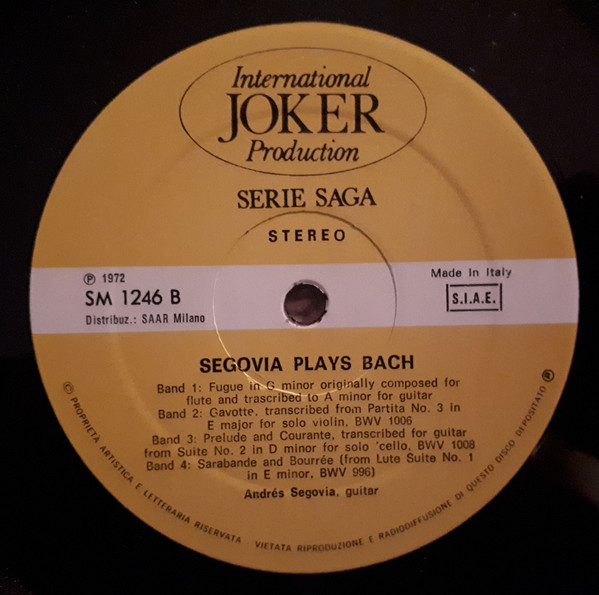 International
JOKER
Production
SERIE SAGA
STEREO
Ⓟ 1972
SM 1246 B
Distribuz.: SAAR Milano
Made In Italy
S.I.A.E.
SEGOVIA PLAYS BACH
Band 1: Fugue in G minor originally composed for
flute and trascribed to A minor for guitar
Band 2: Gavotte, transcribed from Partita No. 3 in
E major for solo violin, BWV 1006
Band 3: Prelude and Courante, transcribed for guitar
from Suite No. 2 in D minor for solo 'cello, BWV 1008
Band 4: Sarabande and Bourrée (from Lute Suite No. 1
in E minor, BWV 996)
Andrés Segovia, guitar
© PROPRIETA ARTISTICA E LETTERARIA RISERVATA - VIETATA RIPRODUZIONE E RADIODIFFUSIONE DI QUESTO DISCO DEPOSITATO